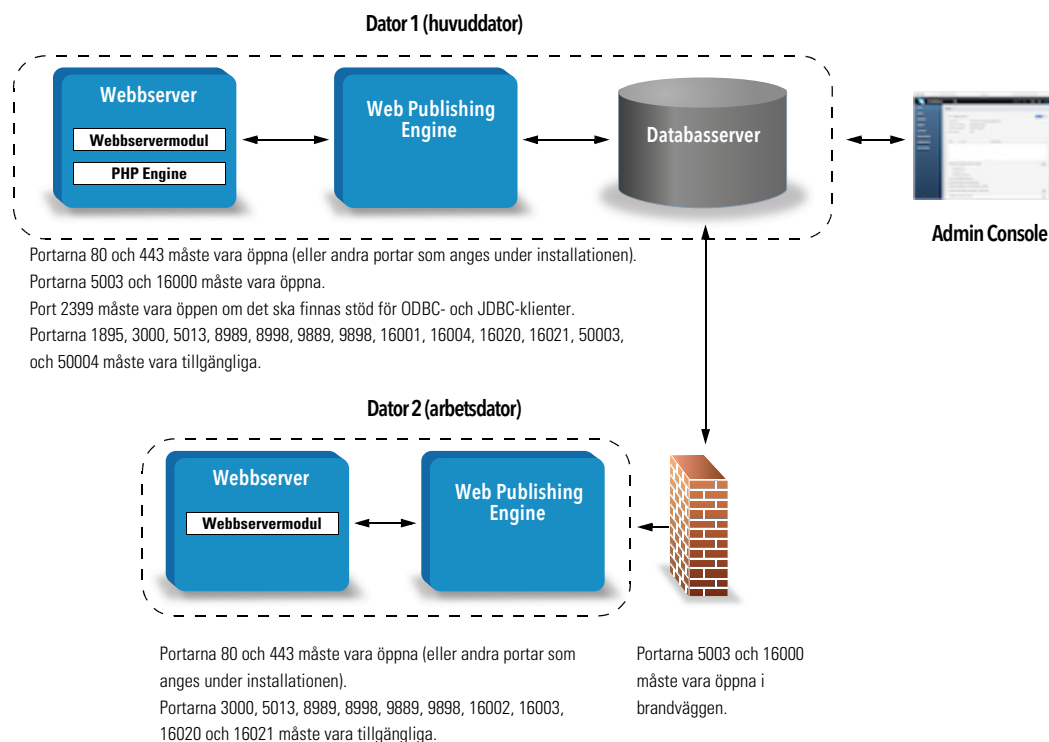 Dator 1 (huvuddator)
Webbserver
Webbservermodul
PHP Engine
Web Publishing
Engine
Databasserver
Admin Console
Portarna 80 och 443 måste vara öppna (eller andra portar som anges under installationen).
Portarna 5003 och 16000 måste vara öppna.
Port 2399 måste vara öppen om det ska finnas stöd för ODBC- och JDBC-klienter.
Portarna 1895, 3000, 5013, 8989, 8998, 9889, 9898, 16001, 16004, 16020, 16021, 50003,
och 50004 måste vara tillgängliga.
Dator 2 (arbetsdator)
Webbserver
Webbservermodul
Web Publishing
Engine
Portarna 80 och 443 måste vara öppna (eller andra portar som
anges under installationen).
Portarna 3000, 5013, 8989, 8998, 9889, 9898, 16002, 16003,
16020 och 16021 måste vara tillgängliga.
Portarna 5003 och 16000
måste vara öppna i
brandväggen.